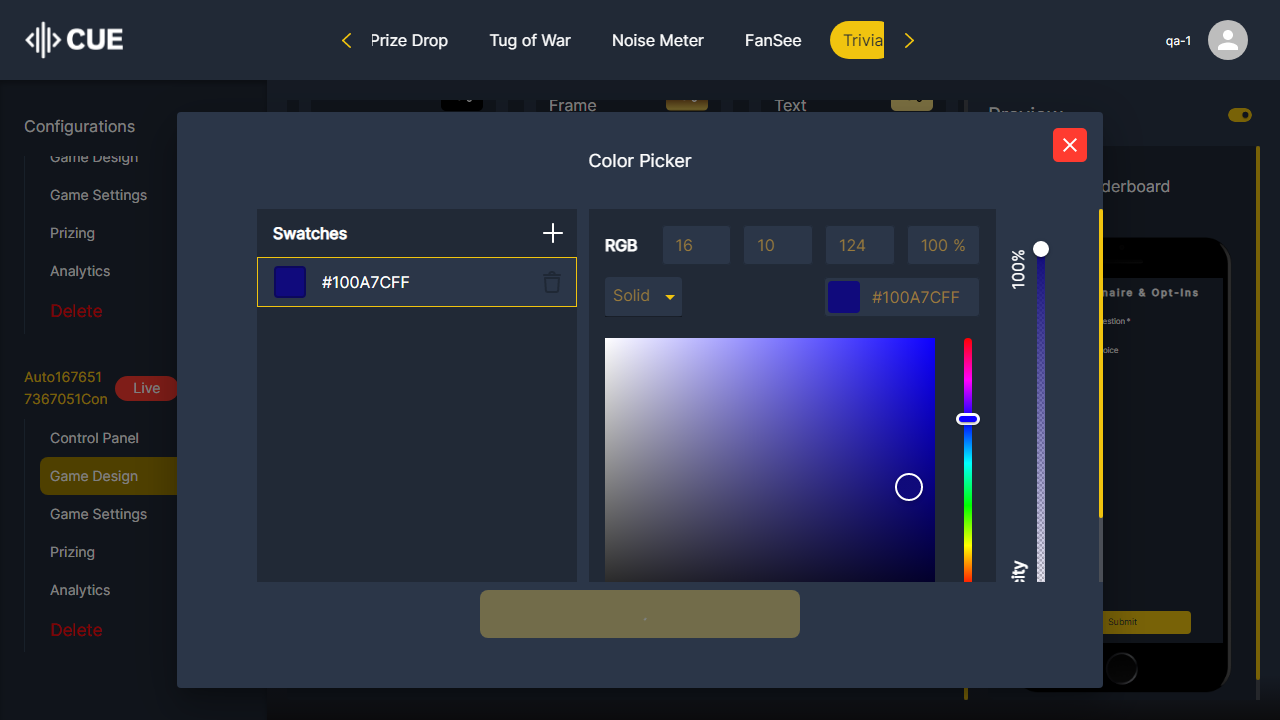 CUE
Prize Drop
Tug of War
Noise Meter
FanSee
Trivia
qa-1
Configurations
Game Design
Game Settings
Prizing
Analytics
Delete
Auto167651
7367051Con
Live
Control Panel
Game Design
Game Settings
Prizing
Analytics
Delete
Frame
Text
Preview
Color Picker
Swatches
#100A7CFF
RGB
16
10
124
100 %
Solid
#100A7CFF
100%
derboard
naire & Opt-Ins
estion *
oice
Submit